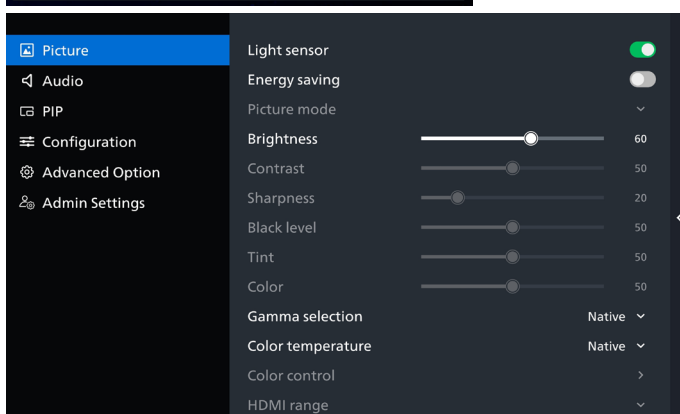 Picture
Audio
PIP
Configuration
Advanced Option
Admin Settings
Light sensor
Energy saving
Picture mode
Brightness 60
Contrast 50
Sharpness 20
Black level 50
Tint 50
Color 50
Gamma selection Native
Color temperature Native
Color control
HDMI range